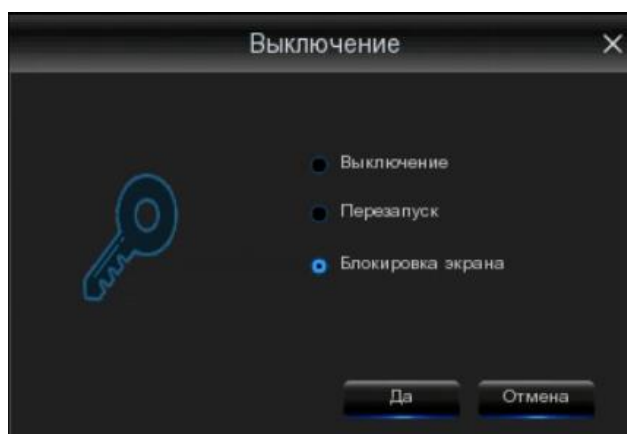 Выключение
Выключение
Перезапуск
Блокировка экрана
Да Отмена